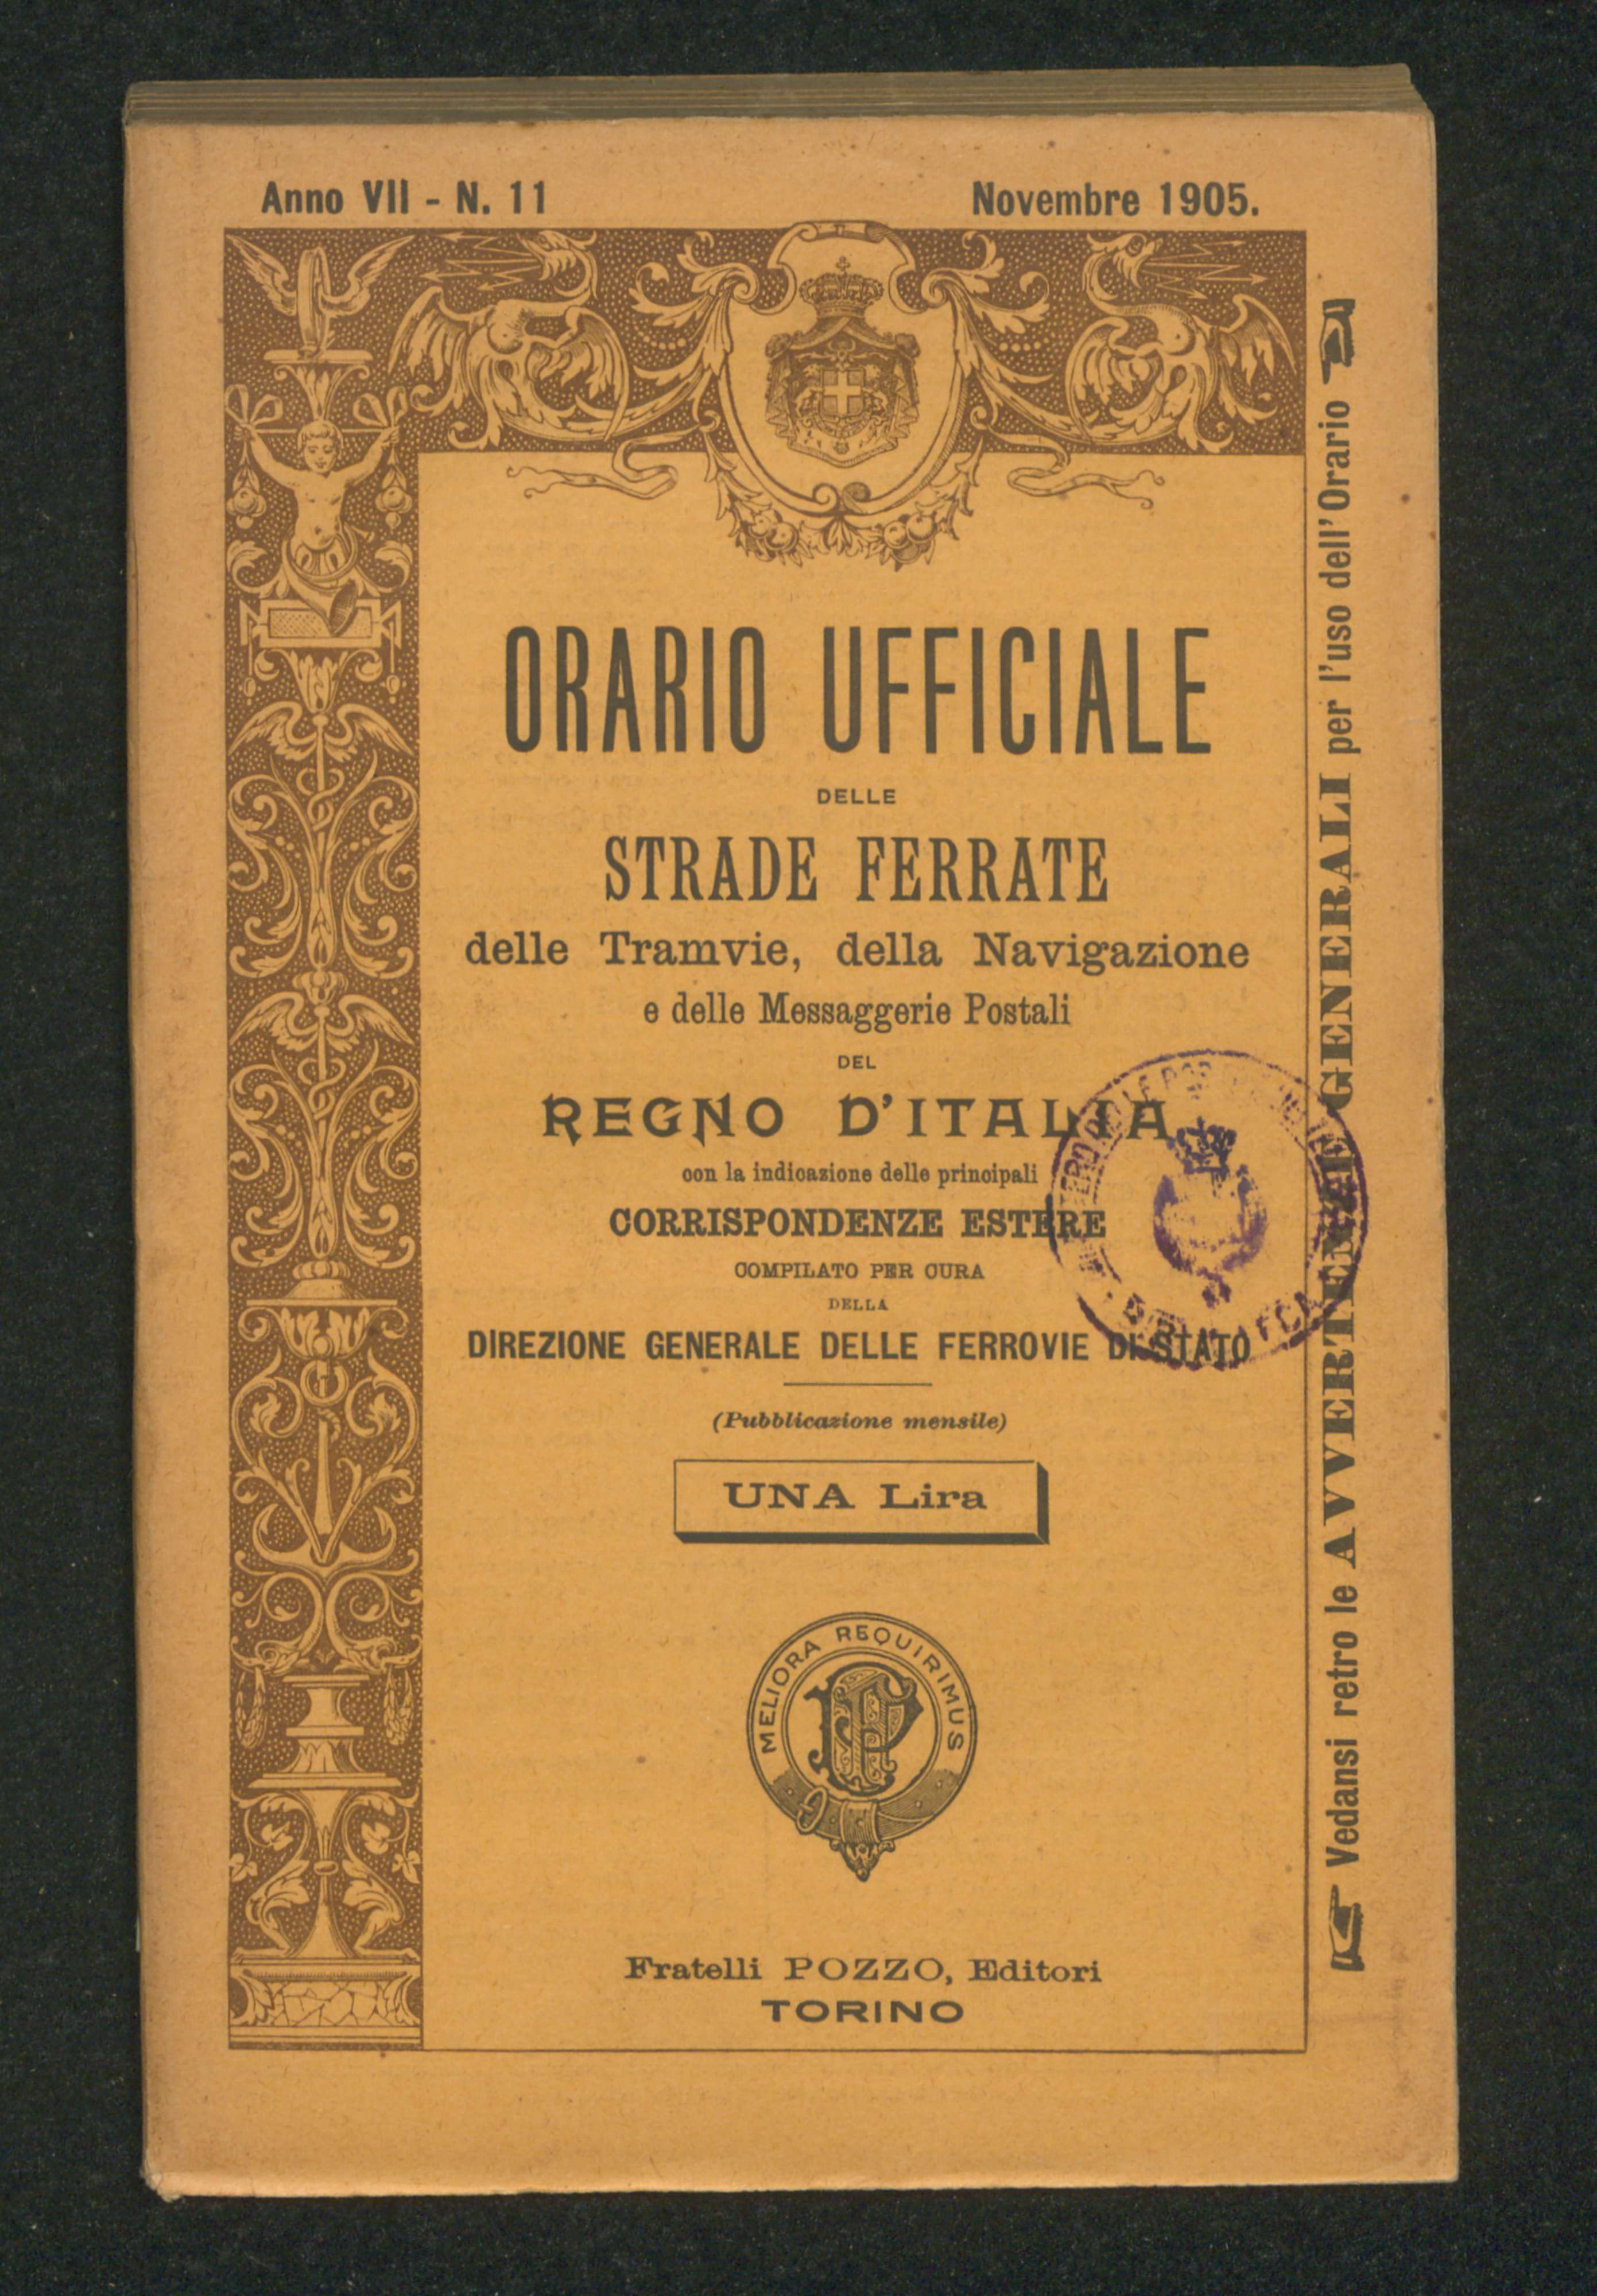 Anno VII - N. 11
Novembre 1905.
ORARIO UFFICIALE
DELLE
STRADE FERRATE
delle Tramvie, della Navigazione
e delle Messaggerie Postali
DEL
REGNO D'ITALIA
con la indicazione delle principali
CORRISPONDENZE ESTERE
COMPILATO PER CURA
DELLA
DIREZIONE GENERALE DELLE FERROVIE DI STATO
(Pubblicazione mensile)
UNA Lira
MELIORA REQUIRIMUS
FP
Fratelli POZZO, Editori
TORINO
Vedansi retro le AVVERTENZE GENERALI per l'uso dell'Orario